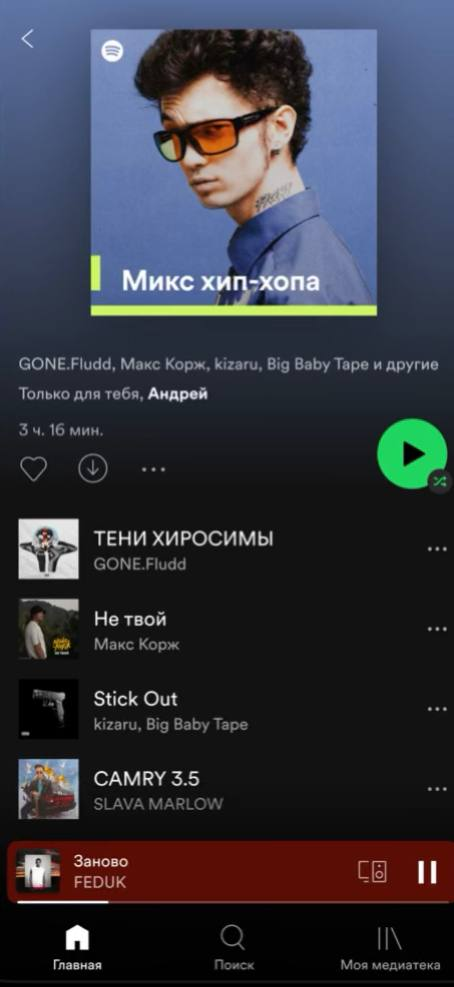 Микс хип-хопа
GONE.Fludd, Макс Корж, kizaru, Big Baby Tape и другие
Только для тебя, Андрей
3 ч. 16 мин.
ТЕНИ ХИРОСИМЫ
GONE.Fludd
Не твой
Макс Корж
Stick Out
kizaru, Big Baby Tape
CAMRY 3.5
SLAVA MARLOW
Заново
FEDUK
Главная
Поиск
Моя медиатека